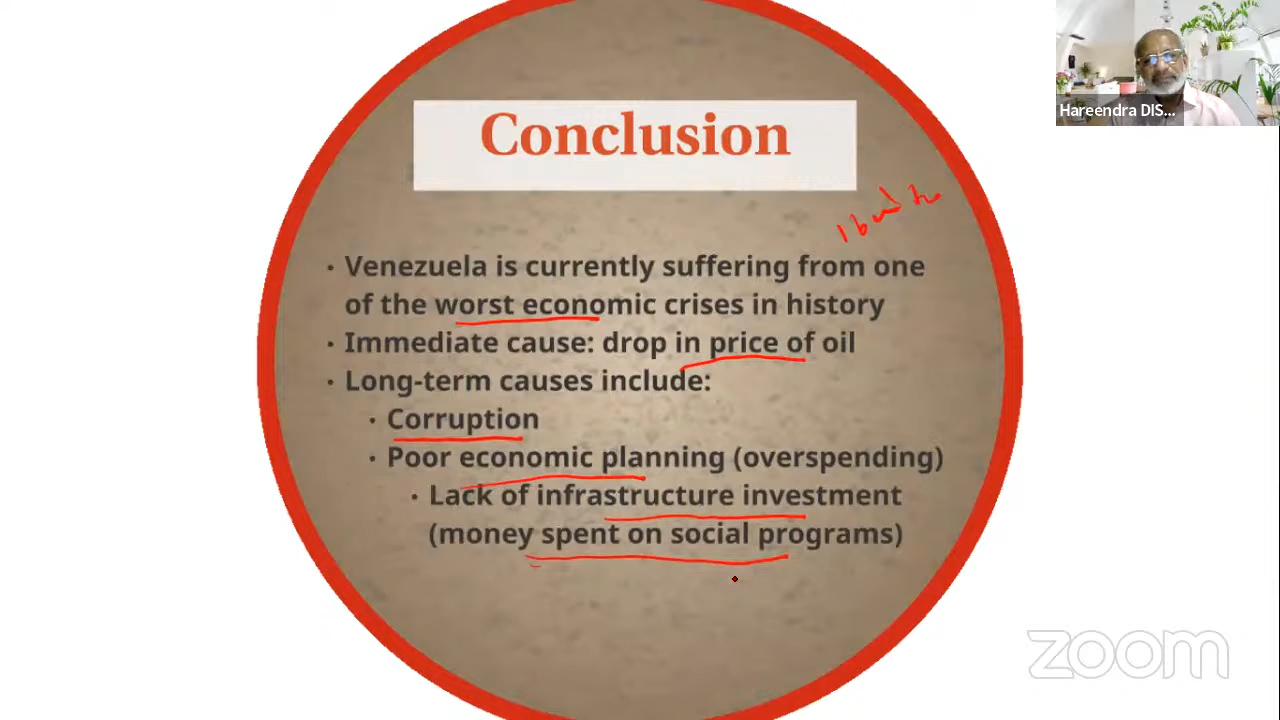 Conclusion
Hareendra DIS...
• Venezuela is currently suffering from one
of the worst economic crises in history
• Immediate cause: drop in price of oil
• Long-term causes include:
• Corruption
• Poor economic planning (overspending)
• Lack of infrastructure investment
(money spent on social programs)
zoom